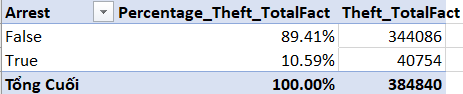 Arrest Percentage_Theft_TotalFact Theft_TotalFact
False 89.41% 344086
True 10.59% 40754
Tổng Cuối 100.00% 384840